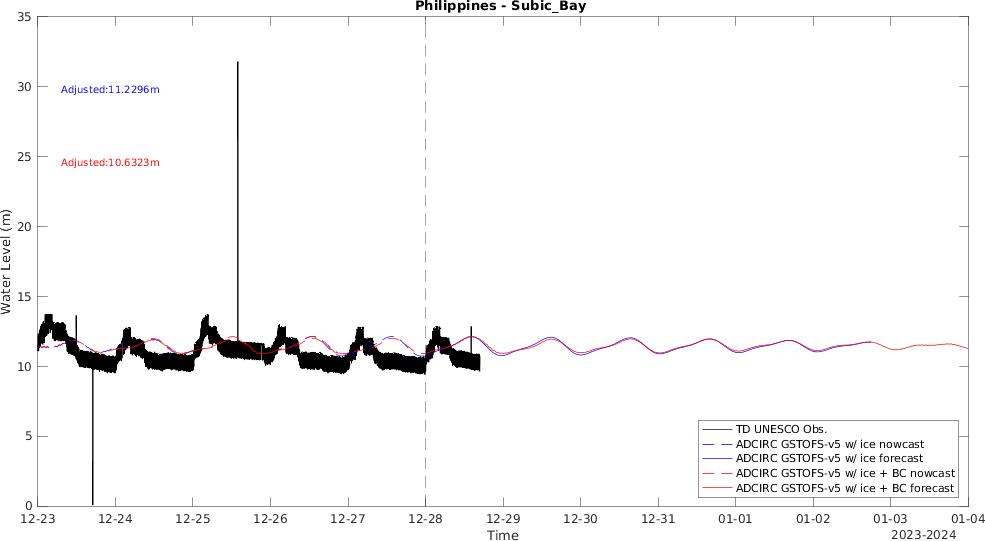 Philippines - Subic_Bay
35
30
25
20
15
10
5
0
Water Level (m)
Adjusted:11.2296m
Adjusted:10.6323m
TD UNESCO Obs.
ADCIRC GSTOFS-v5 w/ ice nowcast
ADCIRC GSTOFS-v5 w/ ice forecast
ADCIRC GSTOFS-v5 w/ ice + BC nowcast
ADCIRC GSTOFS-v5 w/ ice + BC forecast
12-23 12-24 12-25 12-26 12-27 12-28 12-29 12-30 12-31 01-01 01-02 01-03 01-04
Time
2023-2024